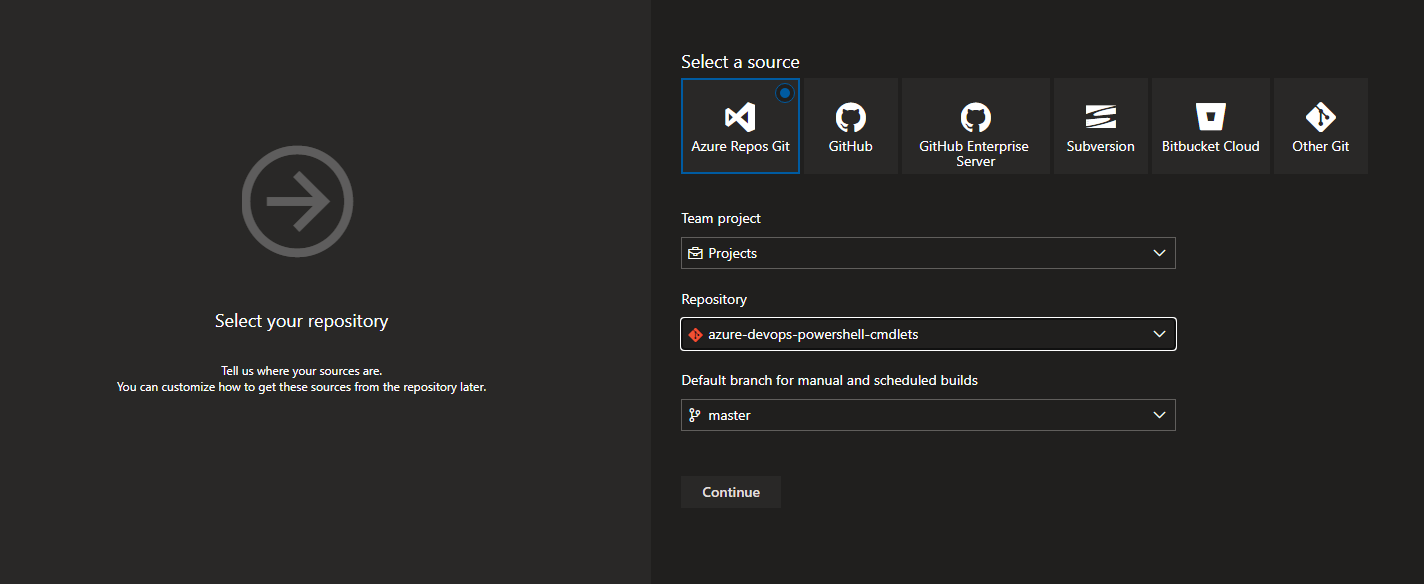 Select your repository
Tell us where your sources are.
You can customize how to get these sources from the repository later.
Select a source
Azure Repos Git
GitHub
GitHub Enterprise
Server
Subversion
Bitbucket Cloud
Other Git
Team project
Projects
Repository
azure-devops-powershell-cmdlets
Default branch for manual and scheduled builds
master
Continue